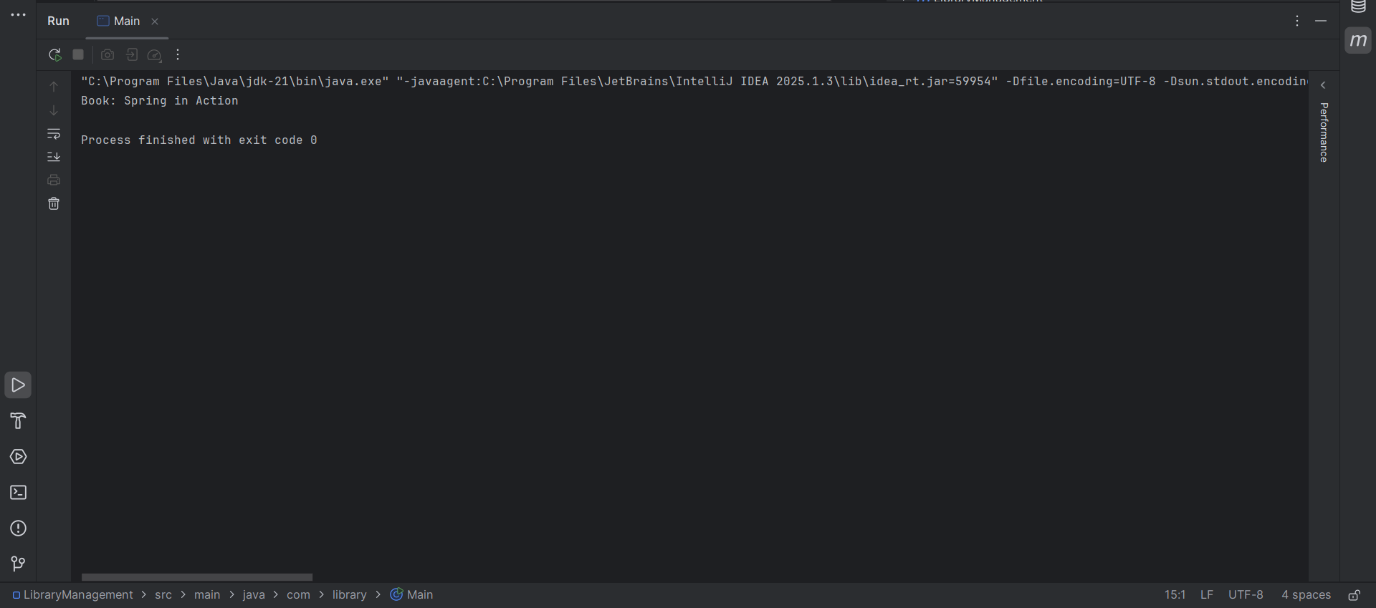 Run Main
"C:\Program Files\Java\jdk-21\bin\java.exe" "-javaagent:C:\Program Files\JetBrains\IntelliJ IDEA 2025.1.3\lib\idea_rt.jar=59954" -Dfile.encoding=UTF-8 -Dsun.stdout.encoding
Book: Spring in Action
Process finished with exit code 0
m
Performance
LibraryManagement > src > main > java > com > library > Main 15:1 LF UTF-8 4 spaces